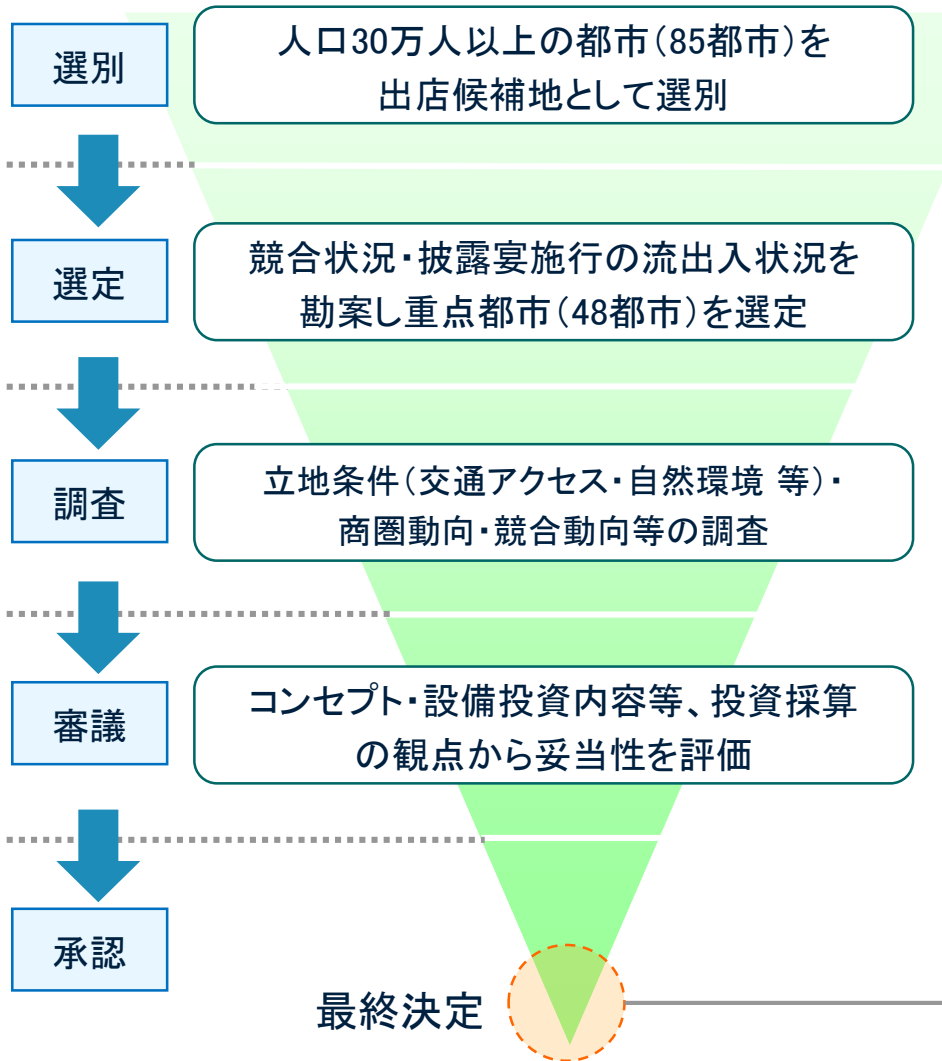 選別
人口30万人以上の都市（85都市）を
出店候補地として選別
選定
競合状況・披露宴施行の流出入状況を
勘案し重点都市（48都市）を選定
調査
立地条件（交通アクセス・自然環境 等）・
商圏動向・競合動向等の調査
審議
コンセプト・設備投資内容等、投資採算
の観点から妥当性を評価
承認
最終決定